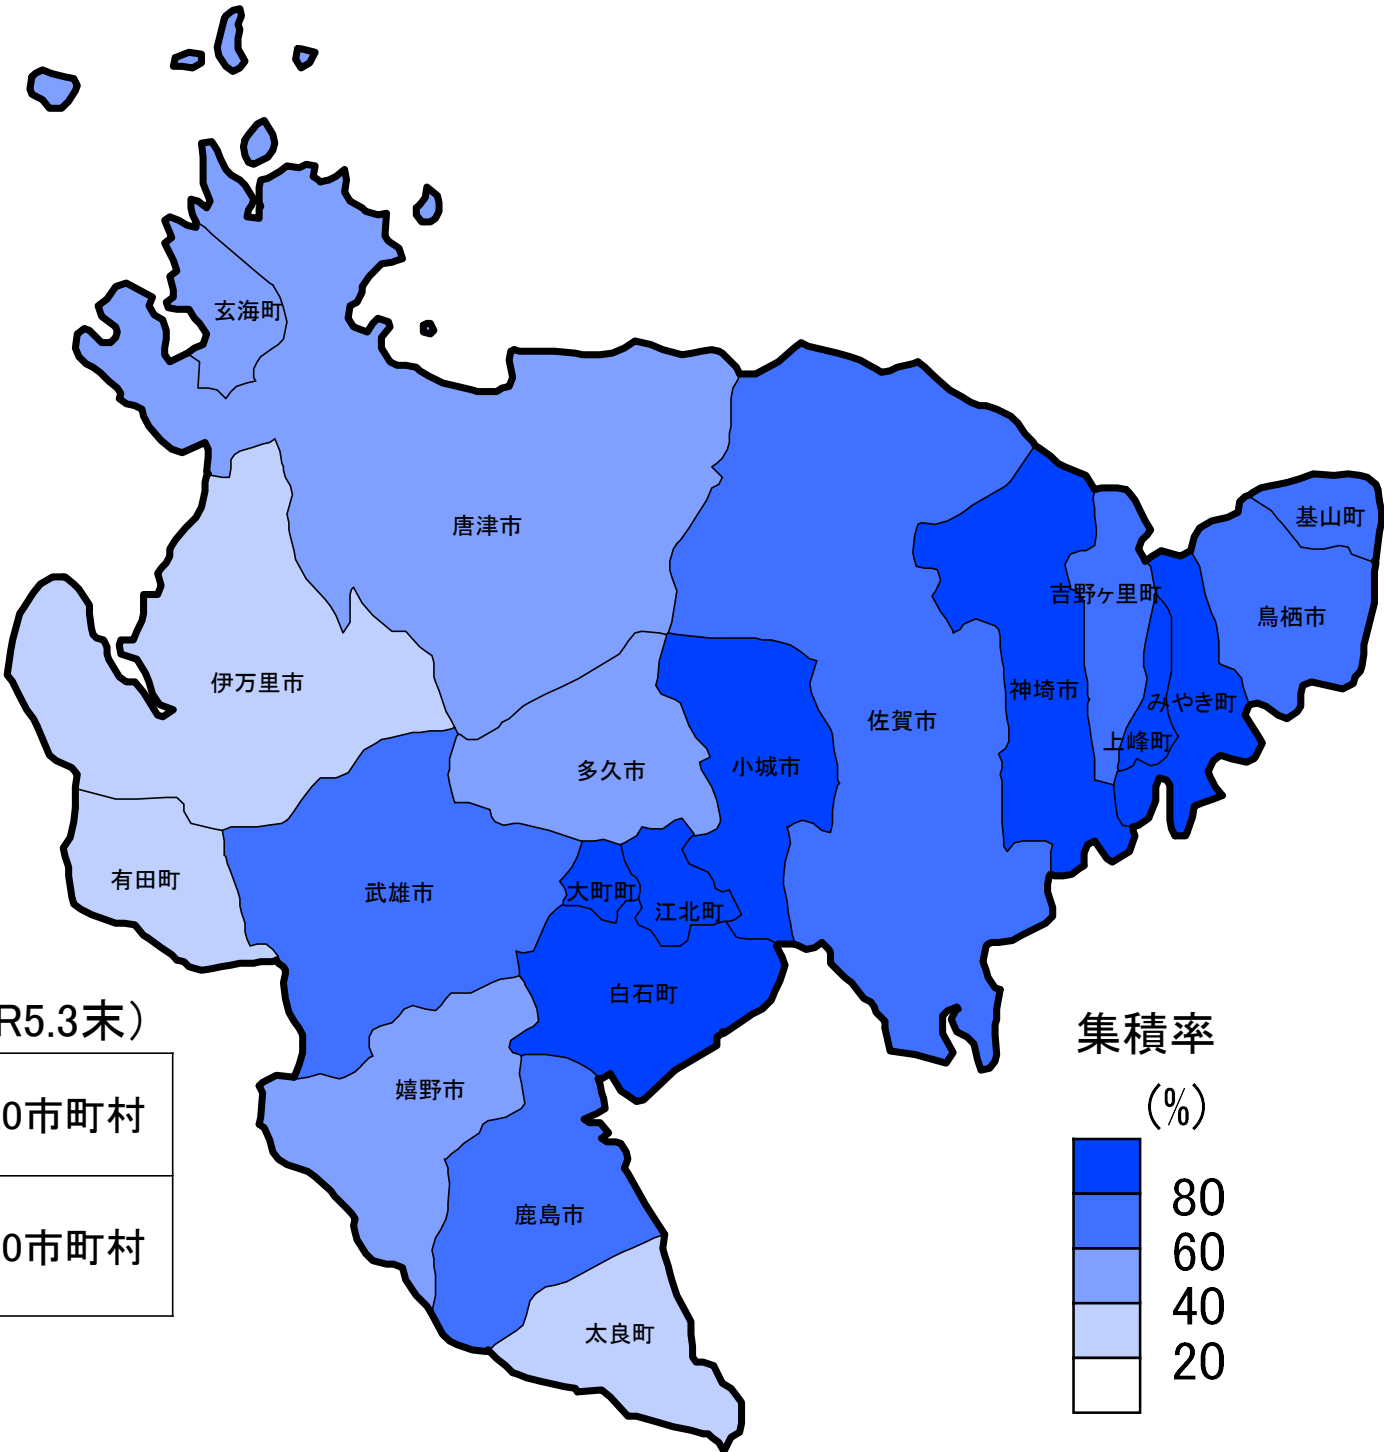 玄海町
基山町
唐津市
吉野ヶ里町
鳥栖市
伊万里市
神埼市
みやき町
佐賀市
上峰町
多久市
小城市
有田町
武雄市
大町町
江北町
白石町
R5.3末）
集積率
嬉野市
(%)
0市町村
80
鹿島市
0市町村
60
40
太良町
20